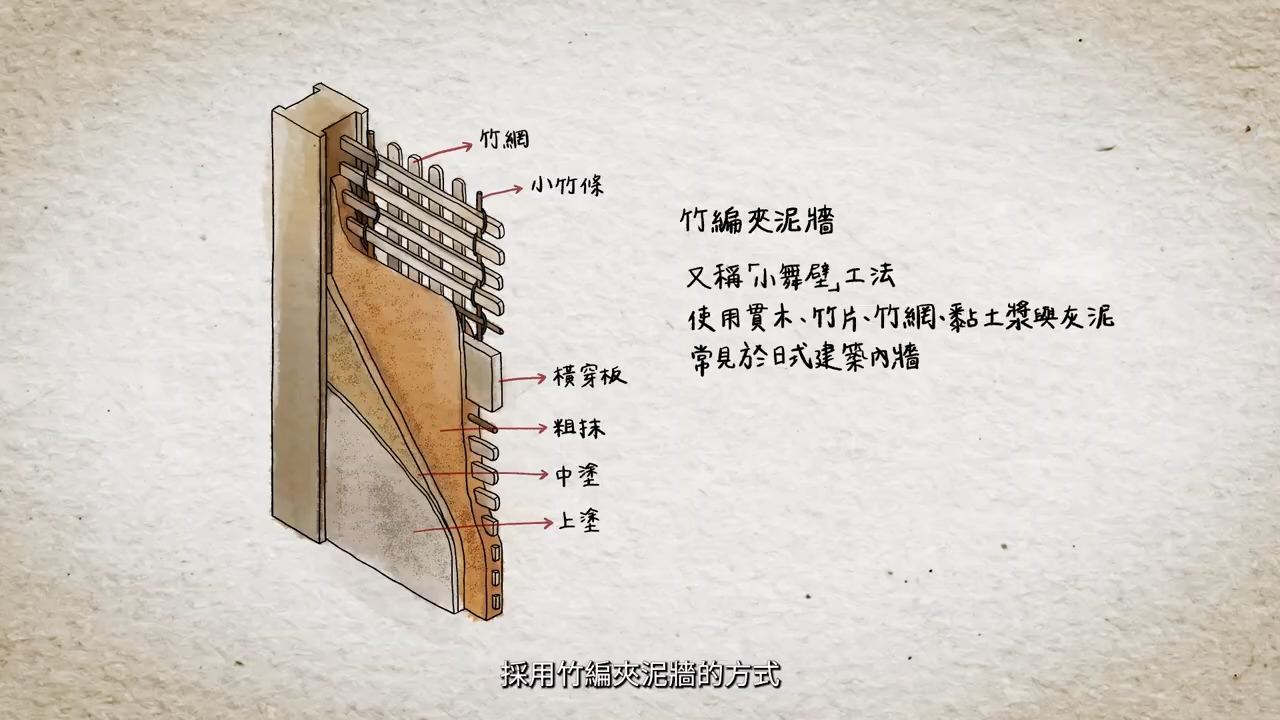 竹網
小竹條
橫穿板
粗抹
中塗
上塗
竹編夾泥牆
又稱「小舞壁」工法
使用貫木、竹片、竹網、黏土漿與灰泥
常見於日式建築內牆
採用竹編夾泥牆的方式